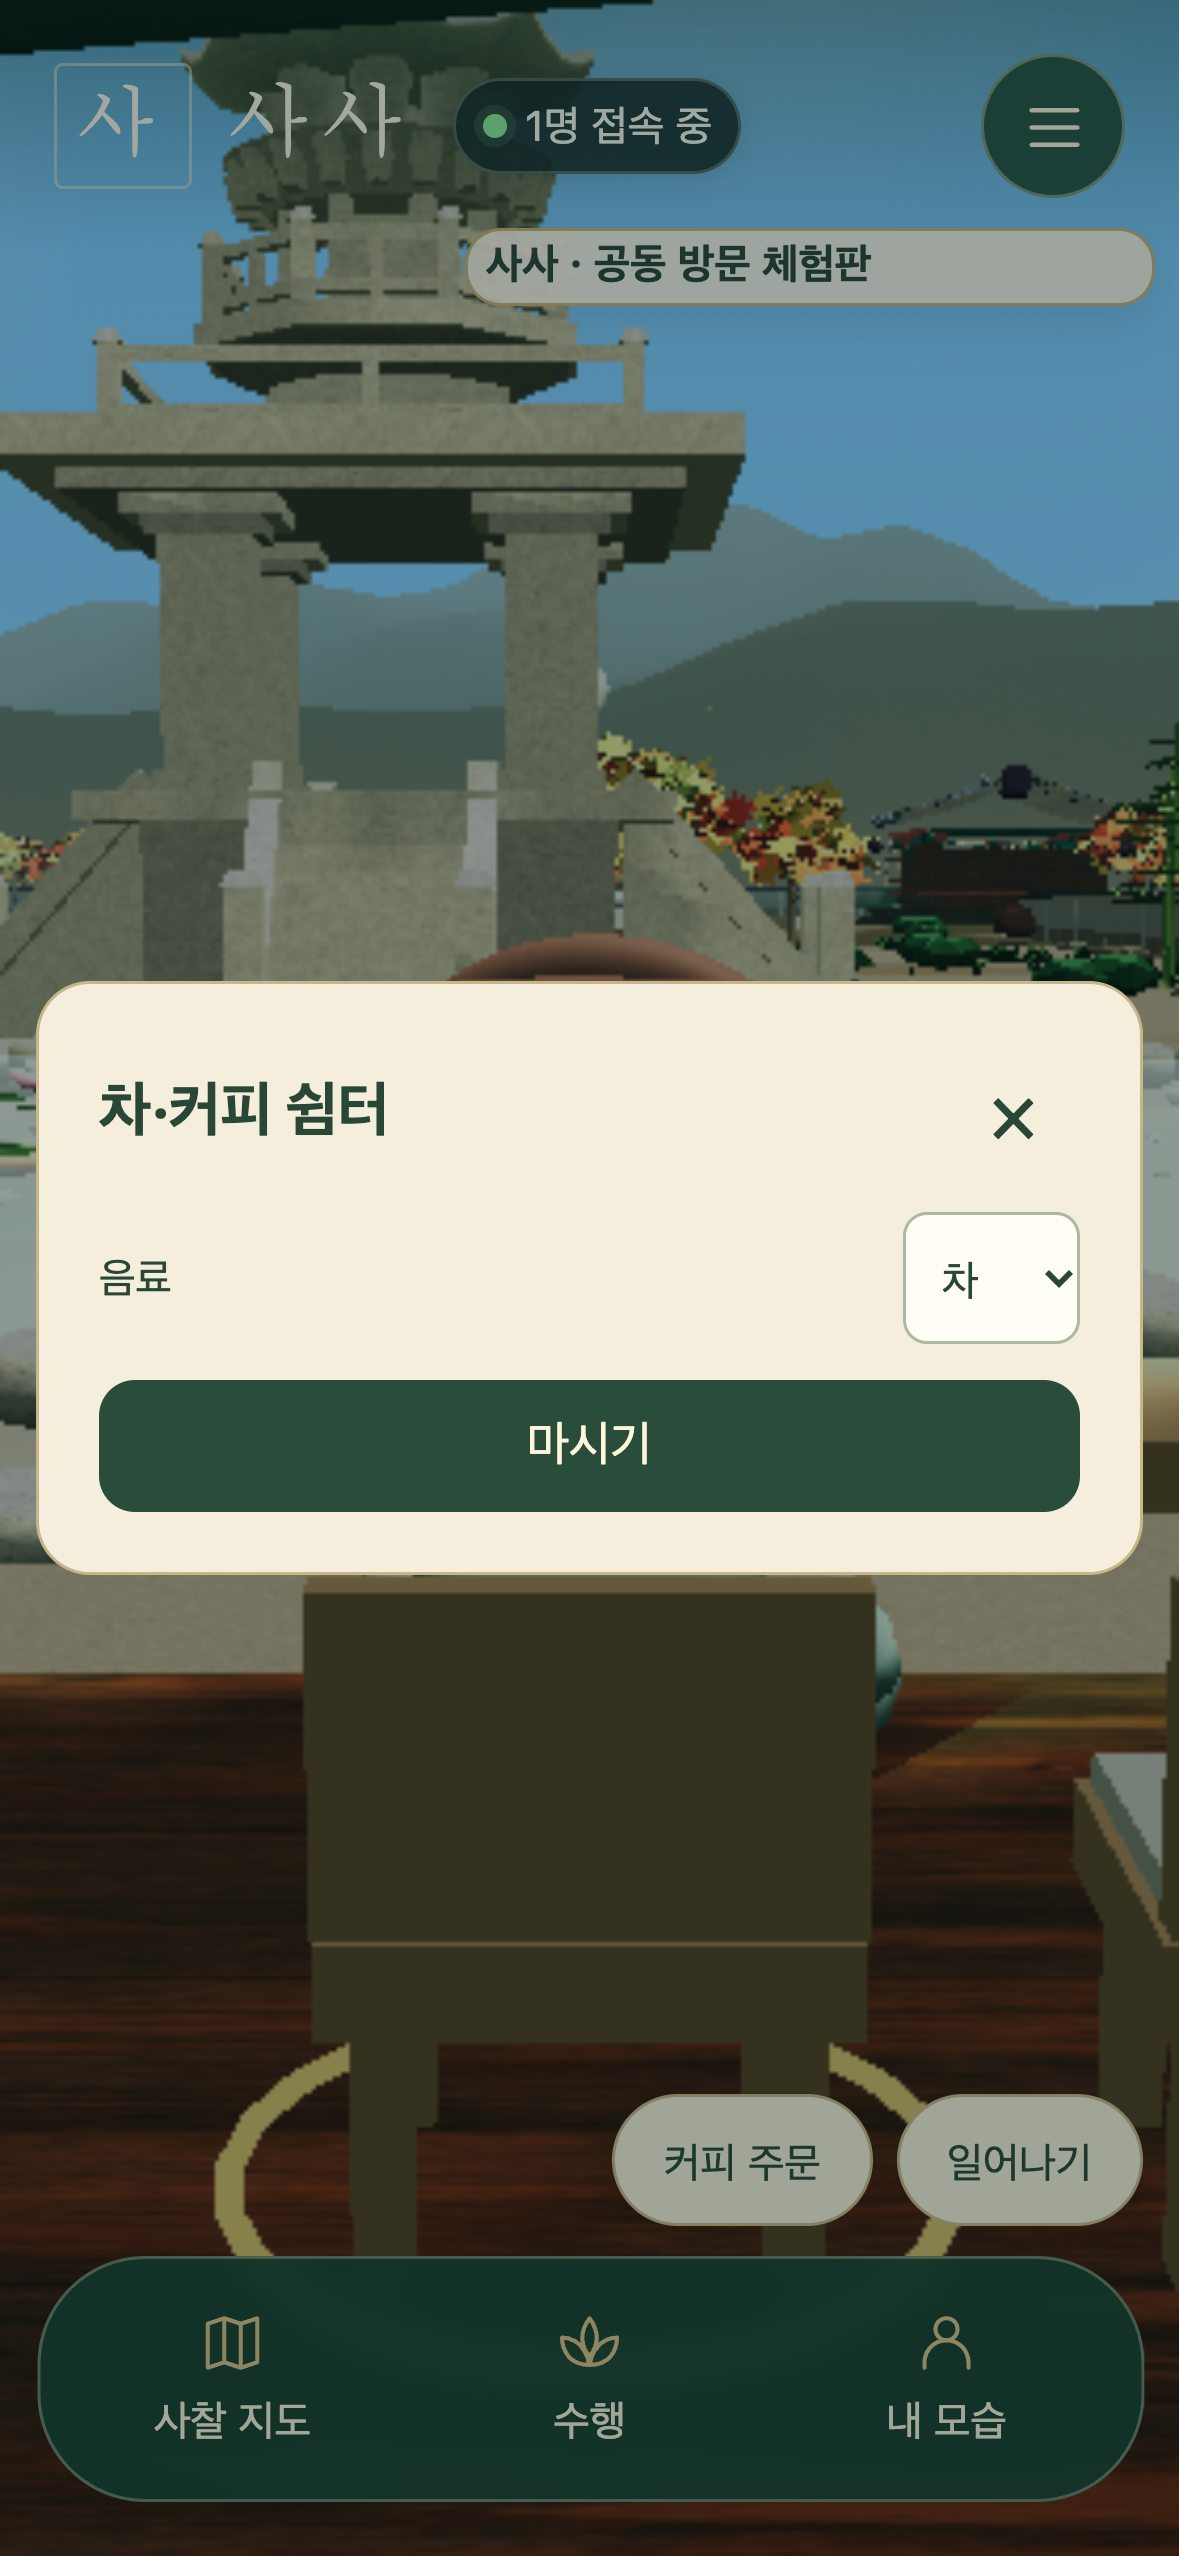 사 사사 1명 접속 중
사사 · 공동 방문 체험판
차·커피 쉼터
음료 차
마시기
커피 주문 일어나기
사찰 지도 수행 내 모습